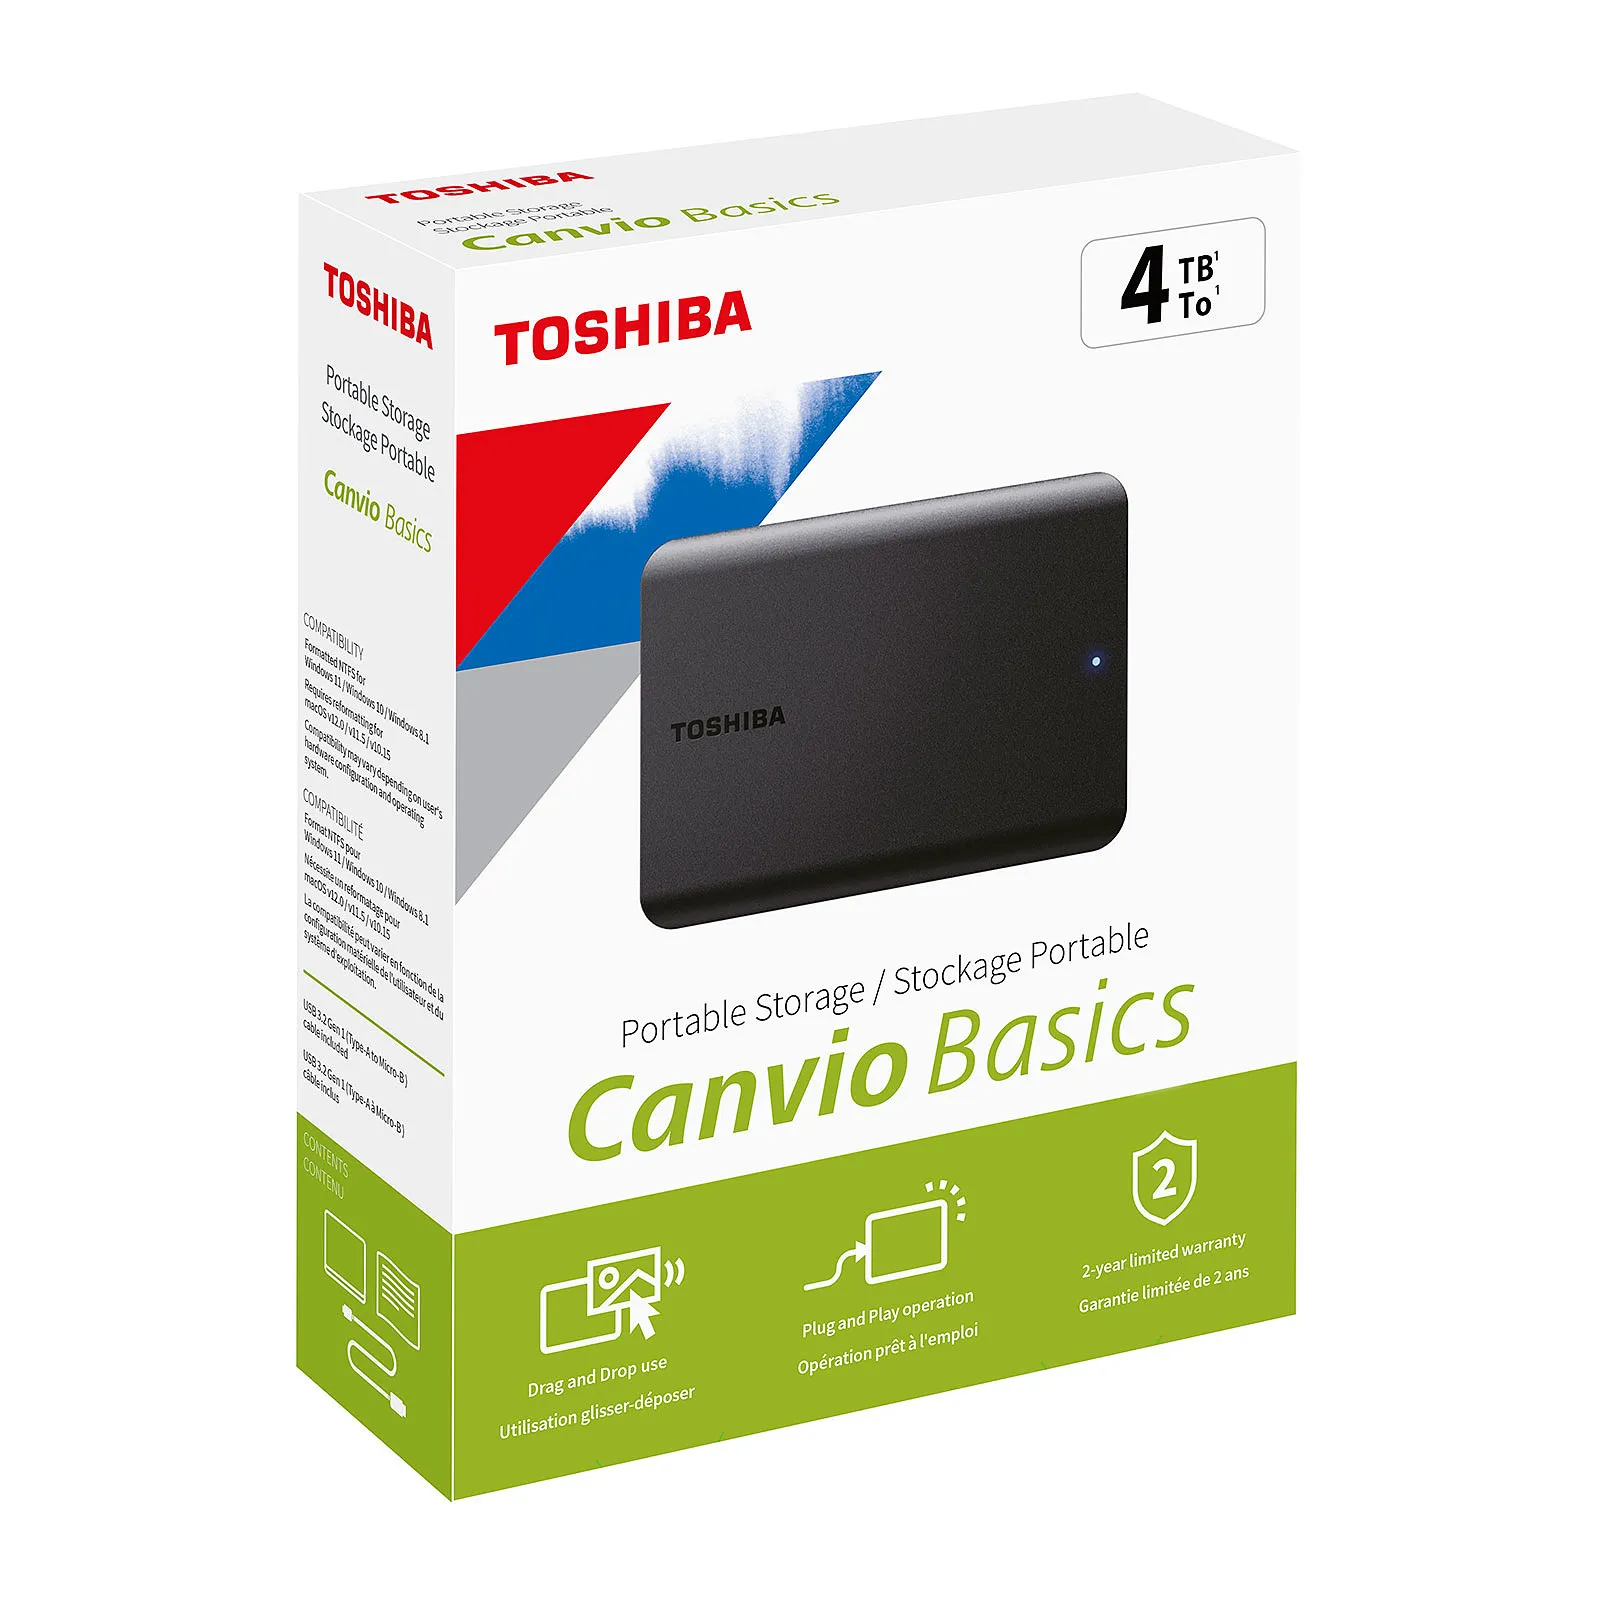 TOSHIBA
Portable Storage
Stockage Portable
Canvio Basics
TOSHIBA
Portable Storage
Stockage Portable
Canvio Basics
COMPATIBILITY
Formatted NTFS for
Windows 11 / Windows 10 / Windows 8.1
Requires reformatting for
macOS v12.0 / v11.5 / v10.15
Compatibility may vary depending on user's
hardware configuration and operating
system.
COMPATIBILITÉ
Format NTFS pour
Windows 11 / Windows 10 / Windows 8.1
Nécessite un reformatage pour
macOS v12.0 / v11.5 / v10.15
La compatibilité peut varier en fonction de la
configuration matérielle de l'utilisateur et du
système d'exploitation.
USB 3.2 Gen 1 (Type-A to Micro-B)
cable included
USB 3.2 Gen 1 (Type-A à Micro-B)
câble inclus
CONTENTS
CONTENU
TOSHIBA
4 TB¹
To¹
TOSHIBA
Portable Storage / Stockage Portable
Canvio Basics
Drag and Drop use
Utilisation glisser-déposer
Plug and Play operation
Opération prêt à l'emploi
2
2-year limited warranty
Garantie limitée de 2 ans